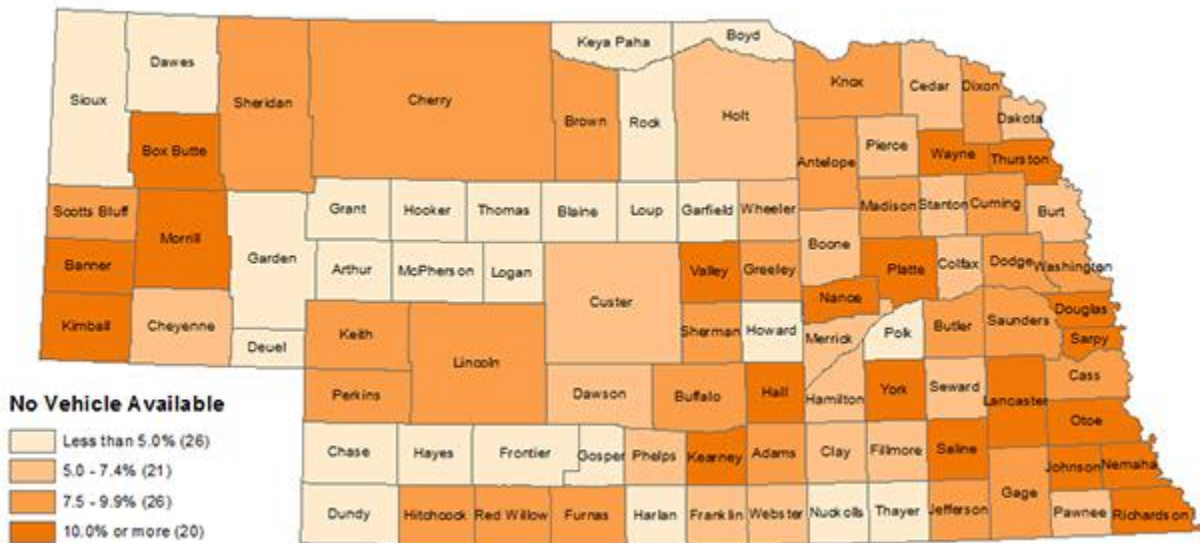 Keya Paha Boyd
Dawes Knox Cedar Dixon
Sioux Sheridan Cherry Brown Rock Holt Dakota
Box Butte Antelope Pierce Wayne Thurston
Scotts Bluff Grant Hooker Thomas Blaine Loup Garfield Wheeler Madison Stanton Cuming Burt
Morrill Garden Boone
Banner Arthur McPherson Logan Valley Greeley Platte Colfax Dodge Washington
Custer Nance
Kimball Cheyenne Keith Sherman Howard Merrick Polk Butler Saunders Douglas
Deuel Lincoln Sarpy
Perkins Dawson Buffalo Hall Hamilton York Seward Lancaster Cass
No Vehicle Available
Otoe
Less than 5.0% (26)
Chase Hayes Frontier Gosper Phelps Kearney Adams Clay Fillmore Saline
5.0 - 7.4% (21)
Johnson Nemaha
7.5 - 9.9% (26)
Gage
Dundy Hitchcock Red Willow Furnas Harlan Franklin Webster Nuckolls Thayer Jefferson Pawnee Richardson
10.0% or more (20)